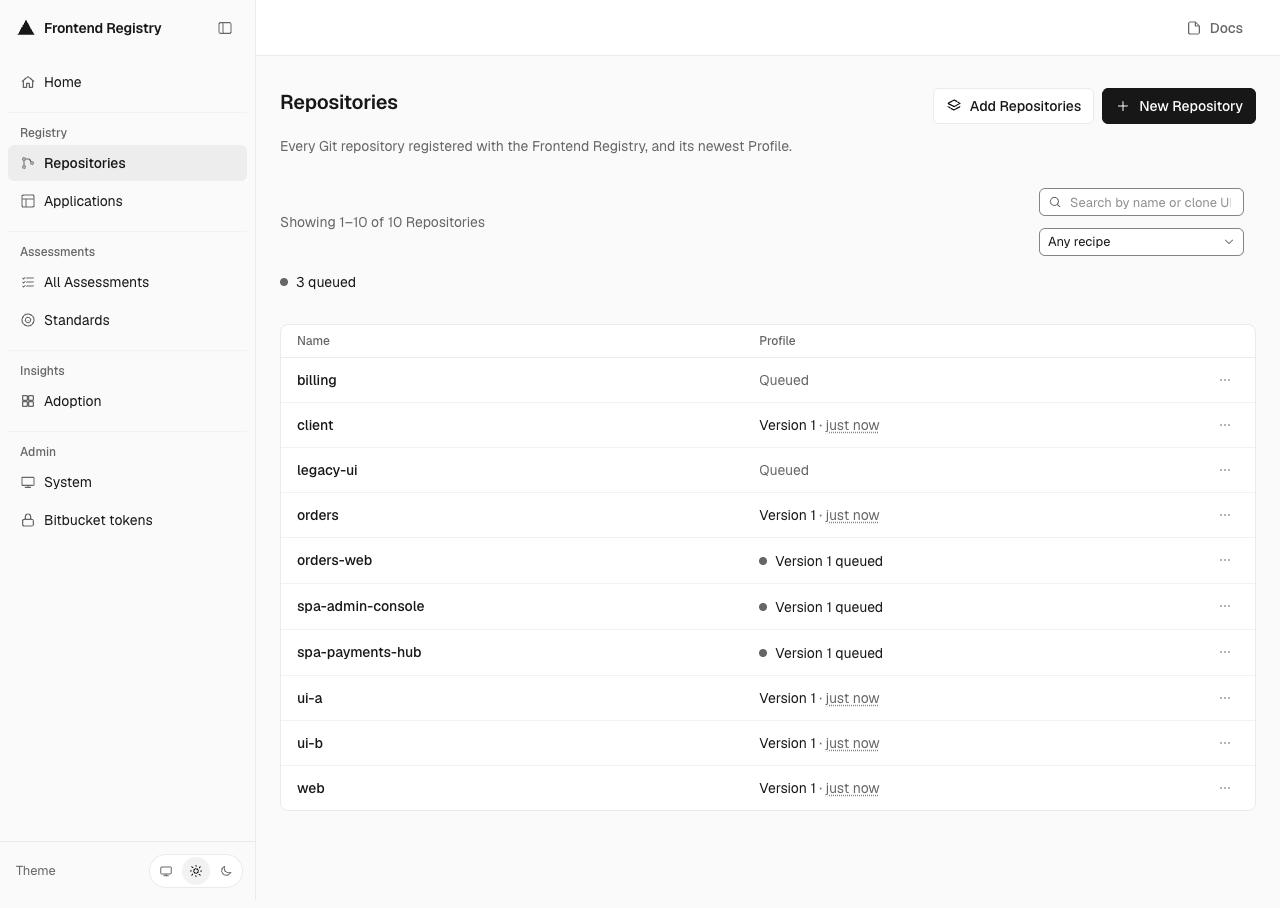 Frontend Registry
Docs
Home
Registry
Repositories
Applications
Assessments
All Assessments
Standards
Insights
Adoption
Admin
System
Bitbucket tokens
Theme
Repositories
Add Repositories
New Repository
Every Git repository registered with the Frontend Registry, and its newest Profile.
Showing 1–10 of 10 Repositories
Search by name or clone U
Any recipe
3 queued
Name Profile
billing Queued
client Version 1 · just now
legacy-ui Queued
orders Version 1 · just now
orders-web Version 1 queued
spa-admin-console Version 1 queued
spa-payments-hub Version 1 queued
ui-a Version 1 · just now
ui-b Version 1 · just now
web Version 1 · just now